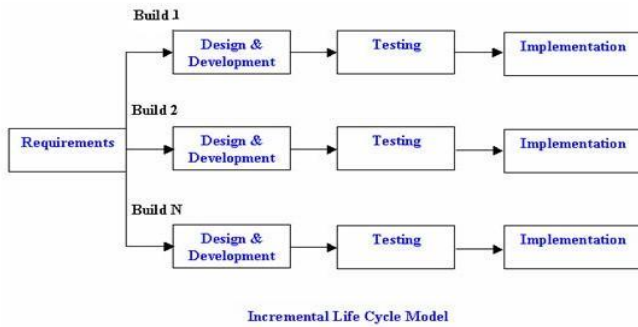 Build 1
Design &
Development
Testing
Implementation
Build 2
Requirements
Design &
Development
Testing
Implementation
Build N
Design &
Development
Testing
Implementation
Incremental Life Cycle Model